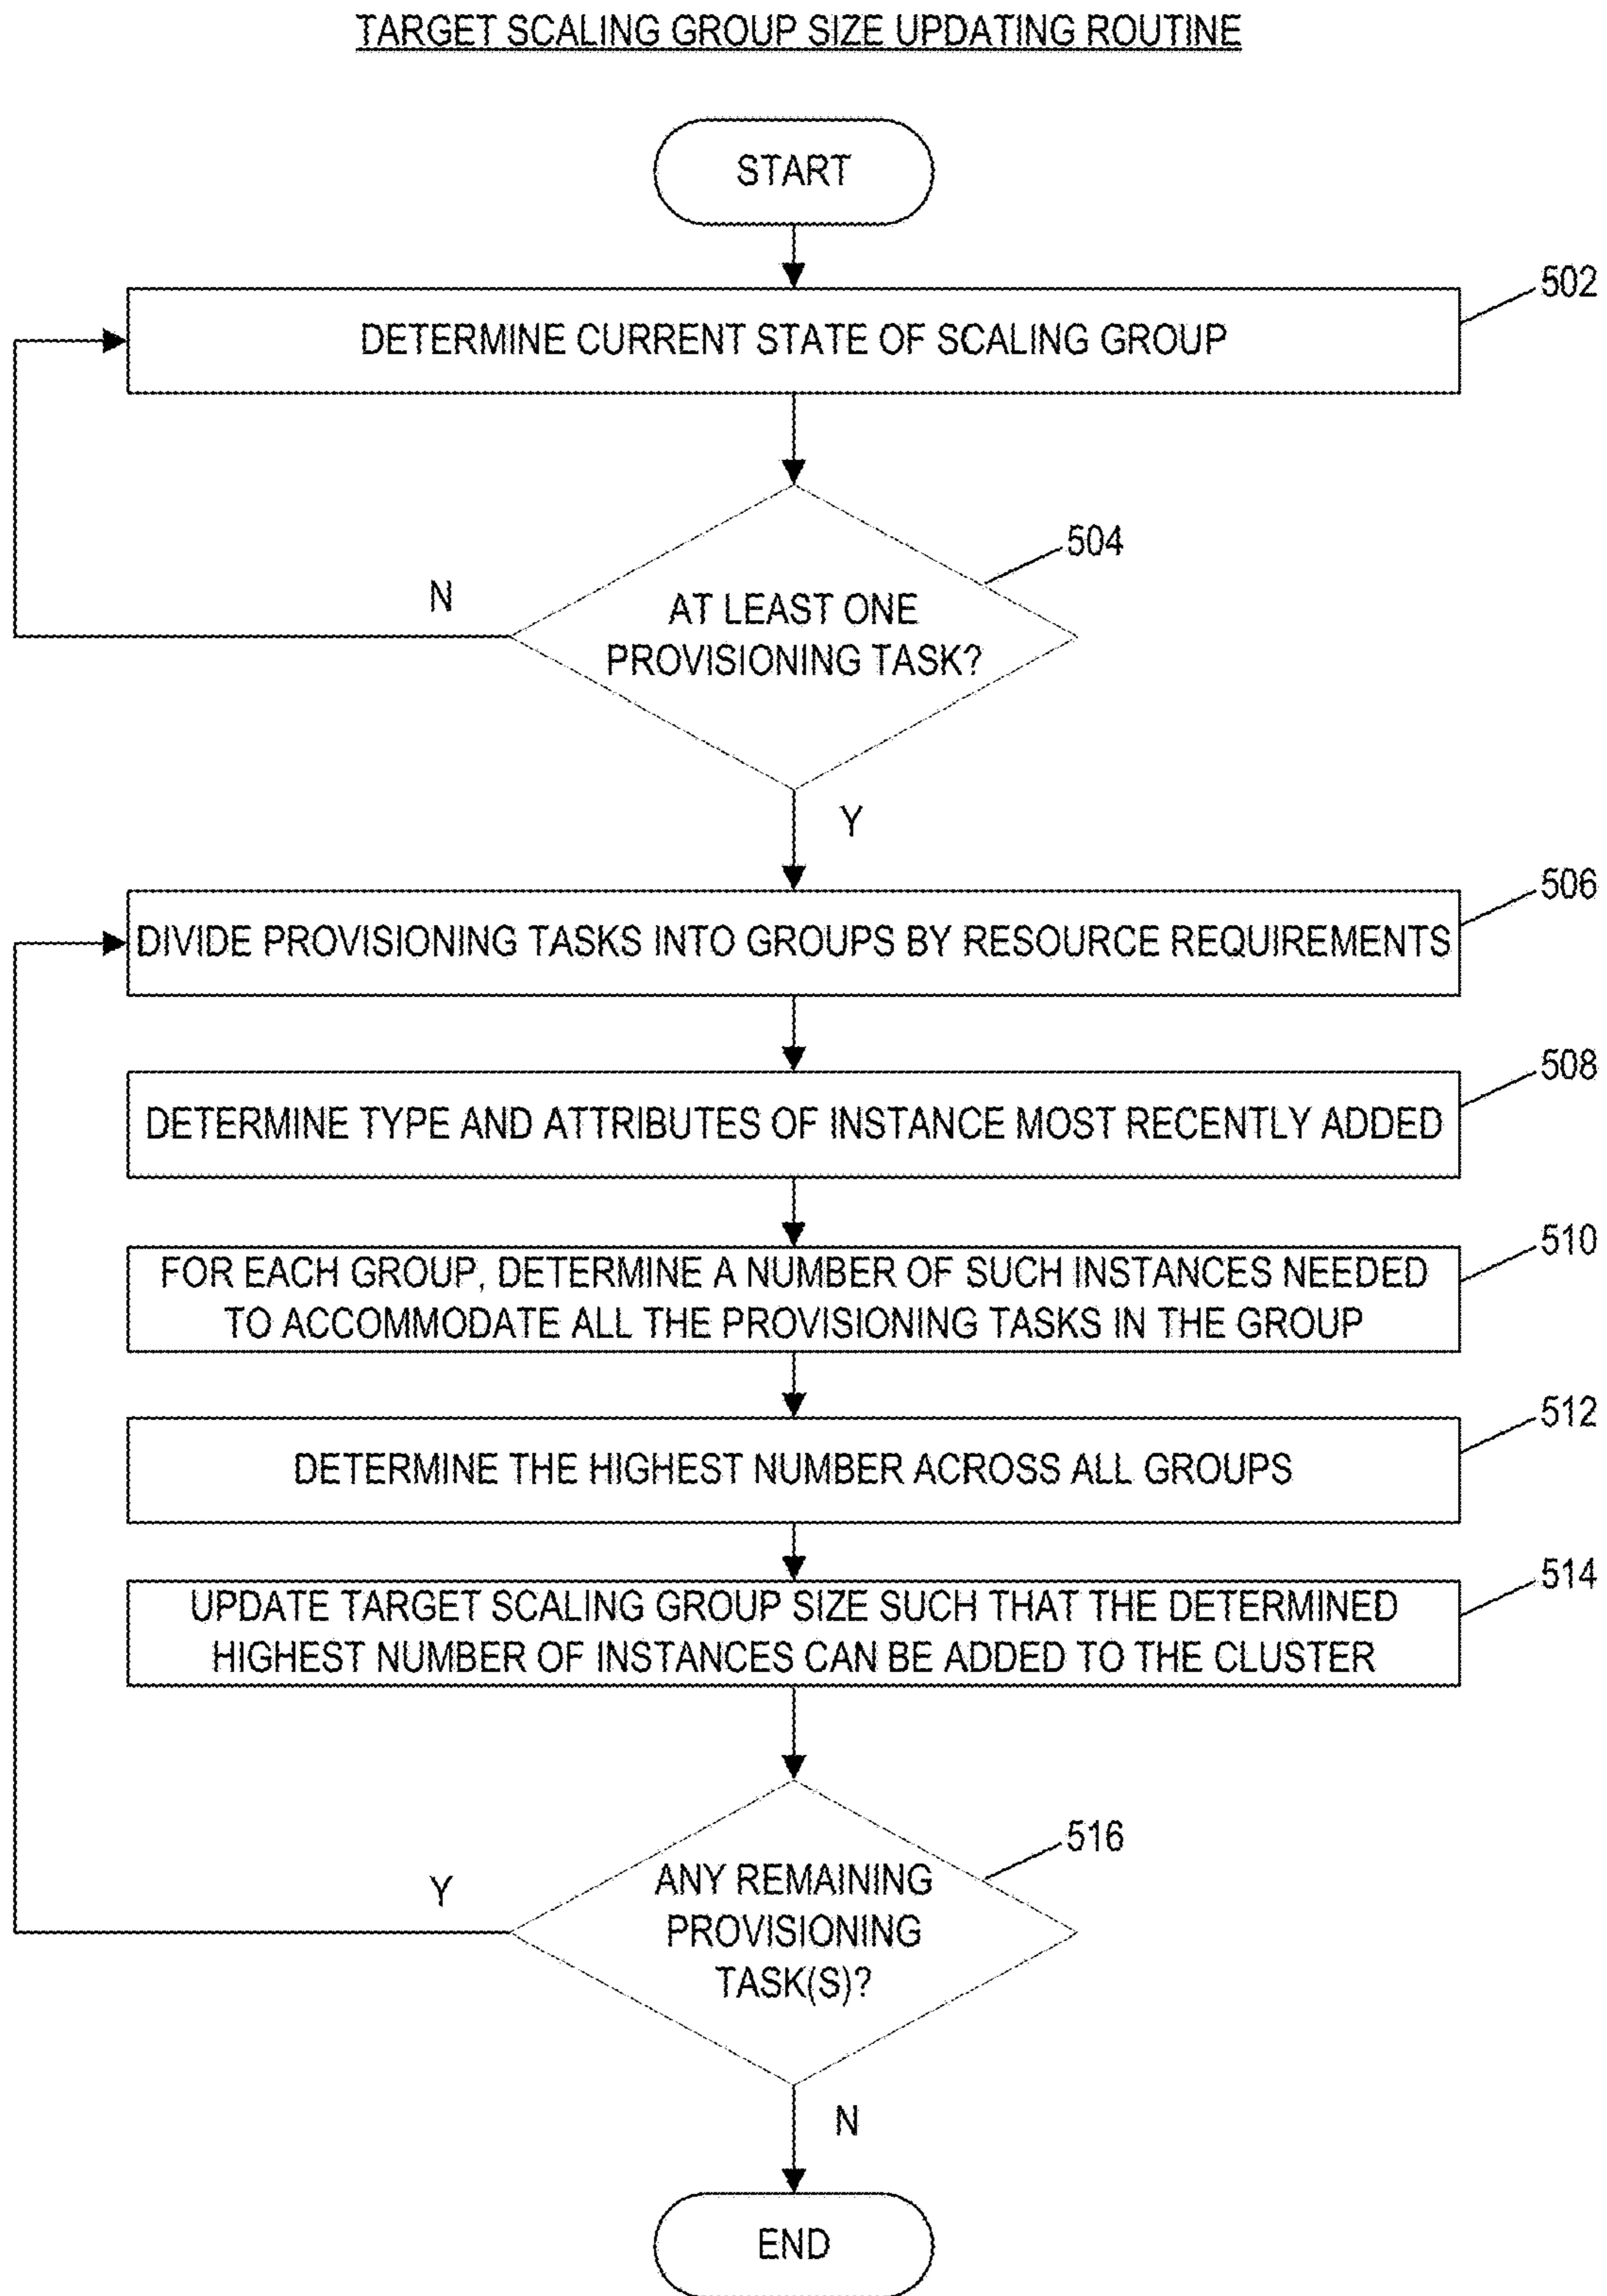 TARGET SCALING GROUP SIZE UPDATING ROUTINE
START
502
DETERMINE CURRENT STATE OF SCALING GROUP
504
N
AT LEAST ONE
PROVISIONING TASK?
Y
506
DIVIDE PROVISIONING TASKS INTO GROUPS BY RESOURCE REQUIREMENTS
508
DETERMINE TYPE AND ATTRIBUTES OF INSTANCE MOST RECENTLY ADDED
510
FOR EACH GROUP, DETERMINE A NUMBER OF SUCH INSTANCES NEEDED
TO ACCOMMODATE ALL THE PROVISIONING TASKS IN THE GROUP
512
DETERMINE THE HIGHEST NUMBER ACROSS ALL GROUPS
514
UPDATE TARGET SCALING GROUP SIZE SUCH THAT THE DETERMINED
HIGHEST NUMBER OF INSTANCES CAN BE ADDED TO THE CLUSTER
516
Y
ANY REMAINING
PROVISIONING
TASK(S)?
N
END